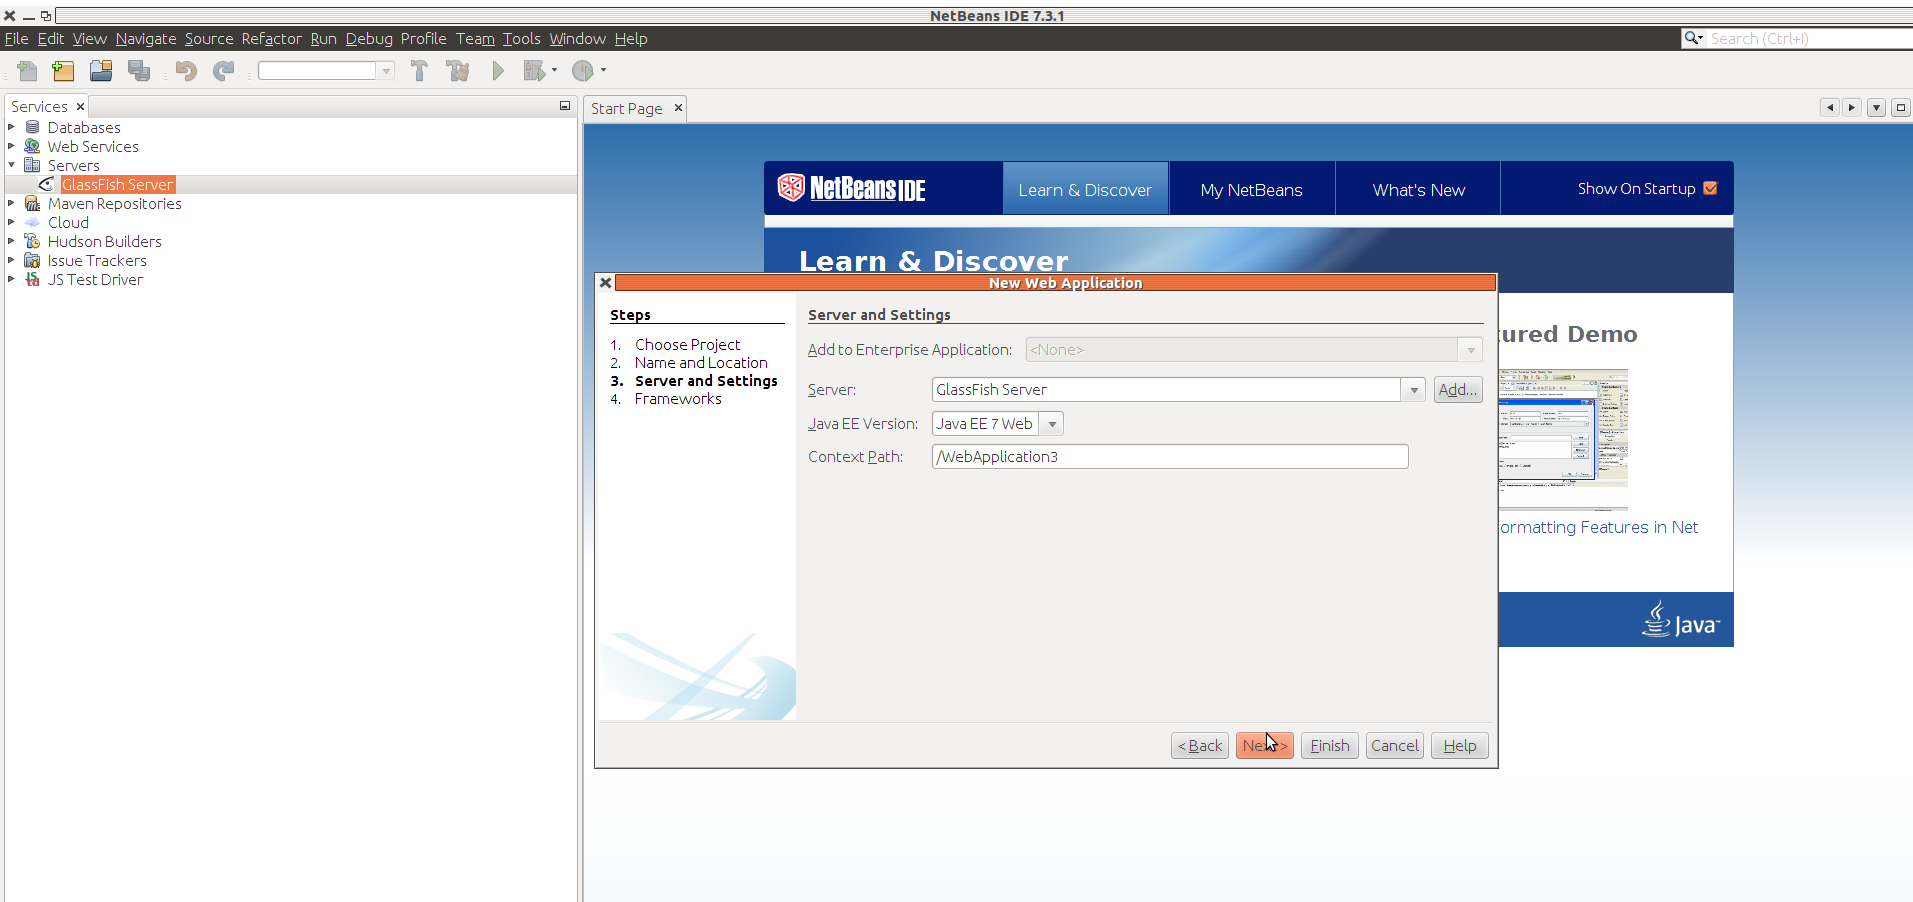 NetBeans IDE 7.3.1
File Edit View Navigate Source Refactor Run Debug Profile Team Tools Window Help
Search (Ctrl+I)
Services
Databases
Web Services
Servers
GlassFish Server
Maven Repositories
Cloud
Hudson Builders
Issue Trackers
JS Test Driver
Start Page
NetBeans IDE
Learn & Discover
My NetBeans
What's New
Show On Startup
Learn & Discover
New Web Application
Steps
1. Choose Project
2. Name and Location
3. Server and Settings
4. Frameworks
Server and Settings
Add to Enterprise Application: <None>
Server: GlassFish Server Add...
Java EE Version: Java EE 7 Web
Context Path: /WebApplication3
< Back Finish Cancel Help
tured Demo
ormatting Features in Net
Java